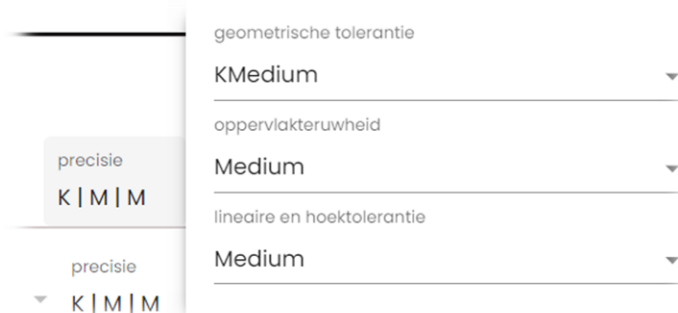 precisie
K | M | M
precisie
K | M | M
geometrische tolerantie
KMedium
oppervlakteruwheid
Medium
lineaire en hoektolerantie
Medium